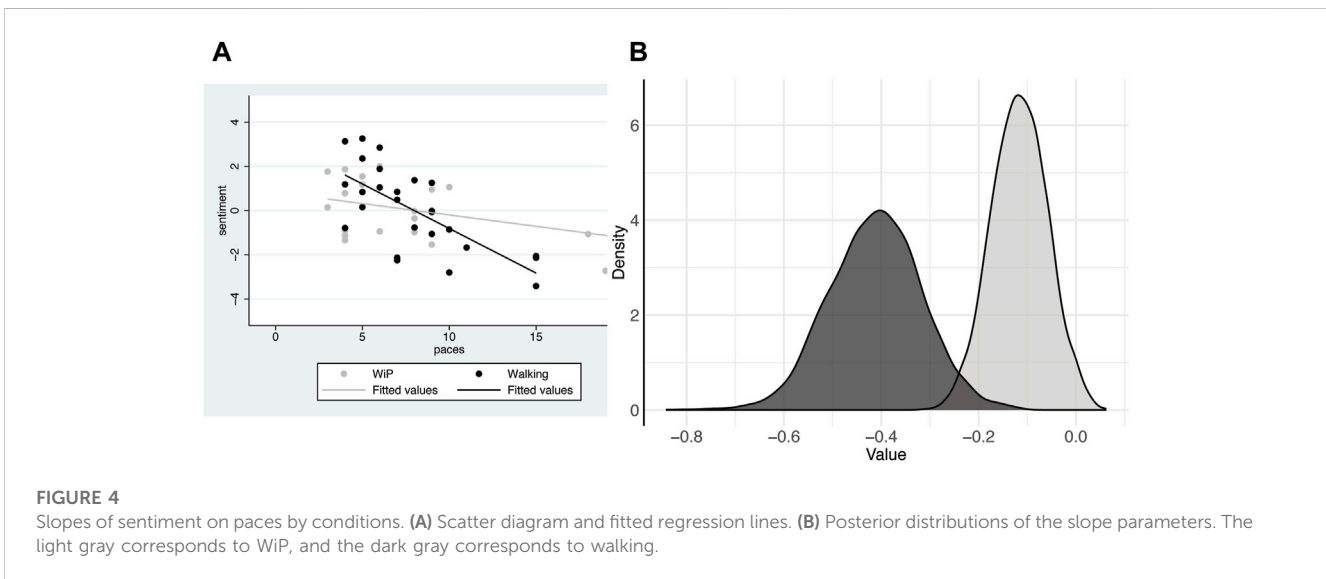 A
B
4
2
0
−2
−4
sentiment
0
5
10
15
paces
WiP
Walking
Fitted values
Fitted values
6
4
2
0
Density
−0.8
−0.6
−0.4
−0.2
0.0
Value
FIGURE 4
Slopes of sentiment on paces by conditions. (A) Scatter diagram and fitted regression lines. (B) Posterior distributions of the slope parameters. The
light gray corresponds to WiP, and the dark gray corresponds to walking.